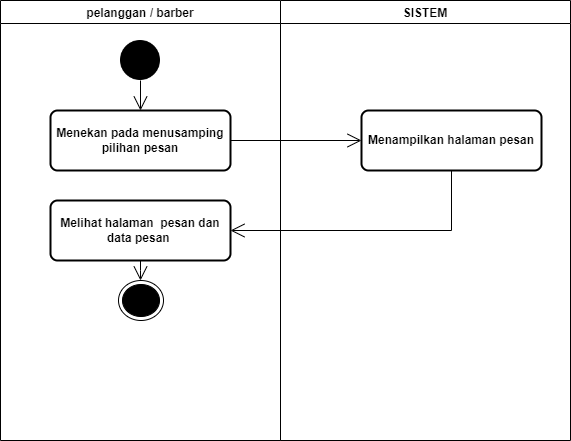 pelanggan / barber
SISTEM
Menekan pada menusamping
pilihan pesan
Menampilkan halaman pesan
Melihat halaman pesan dan
data pesan